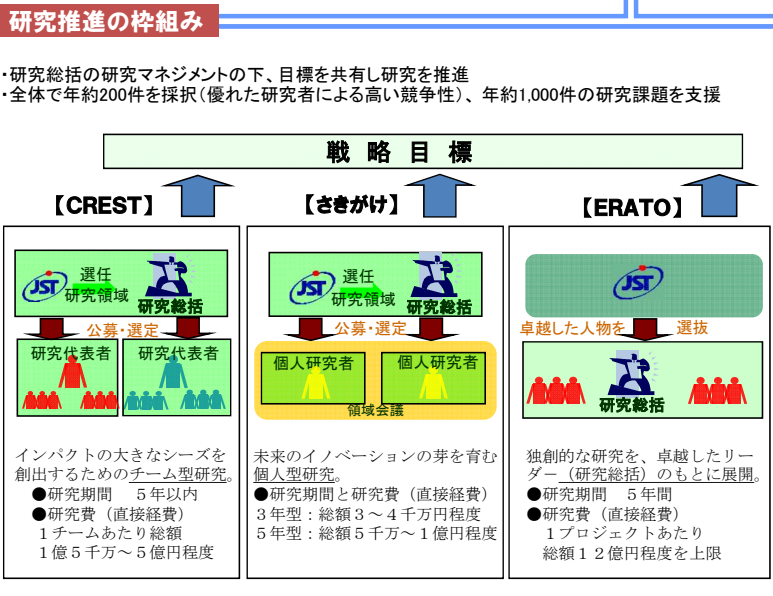 研究推進の枠組み
・研究総括の研究マネジメントの下、目標を共有し研究を推進
・全体で年約200件を採択（優れた研究者による高い競争性）、年約1,000件の研究課題を支援
戦 略 目 標
【CREST】
JST
選任
研究領域
研究総括
公募・選定
研究代表者
研究代表者
インパクトの大きなシーズを
創出するためのチーム型研究。
●研究期間　５年以内
●研究費（直接経費）
１チームあたり総額
１億５千万～５億円程度
【さきがけ】
JST
選任
研究領域
研究総括
公募・選定
個人研究者
個人研究者
領域会議
未来のイノベーションの芽を育む
個人型研究。
●研究期間と研究費（直接経費）
３年型：総額３～４千万円程度
５年型：総額５千万～１億円程度
【ERATO】
JST
卓越した人物を
選抜
研究総括
独創的な研究を、卓越したリー
ダー（研究総括）のもとに展開。
●研究期間　５年間
●研究費（直接経費）
１プロジェクトあたり
総額１２億円程度を上限